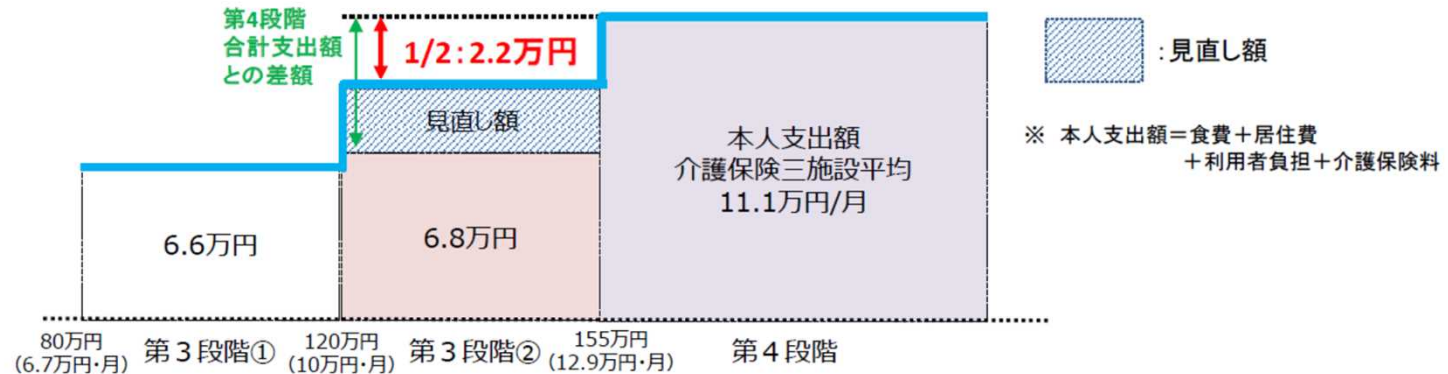 第4段階
合計支出額
との差額
1/2：2.2万円
見直し額
6.6万円
6.8万円
本人支出額
介護保険三施設平均
11.1万円/月
：見直し額
※ 本人支出額＝食費＋居住費
＋利用者負担＋介護保険料
80万円
(6.7万円・月)
第３段階①
120万円
(10万円・月)
第３段階②
155万円
(12.9万円・月)
第４段階